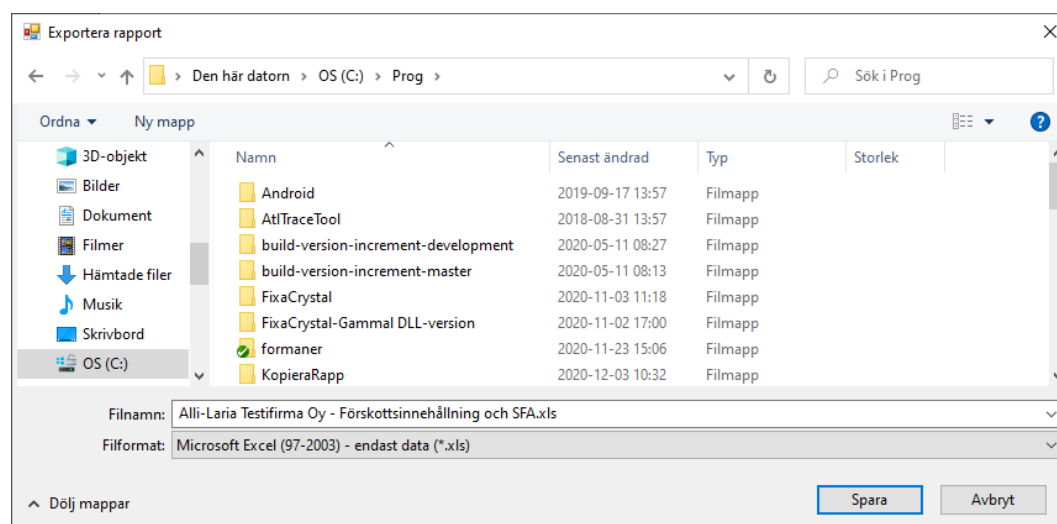 Exportera rapport
Den här datorn > OS (C:) > Prog >
Sök i Prog
Ordna
Ny mapp
3D-objekt
Bilder
Dokument
Filmer
Hämtade filer
Musik
Skrivbord
OS (C:)
Namn Senast ändrad Typ Storlek
Android 2019-09-17 13:57 Filmapp
AtlTraceTool 2018-08-31 13:57 Filmapp
build-version-increment-development 2020-05-11 08:27 Filmapp
build-version-increment-master 2020-05-11 08:13 Filmapp
FixaCrystal 2020-11-03 11:18 Filmapp
FixaCrystal-Gammal DLL-version 2020-11-02 17:00 Filmapp
formaner 2020-11-23 15:06 Filmapp
KopieraRapp 2020-12-03 10:32 Filmapp
Filnamn: Alli-Laria Testifirma Oy - Förskottsinnehållning och SFA.xls
Filformat: Microsoft Excel (97-2003) - endast data (*.xls)
Dölj mappar
Spara
Avbryt